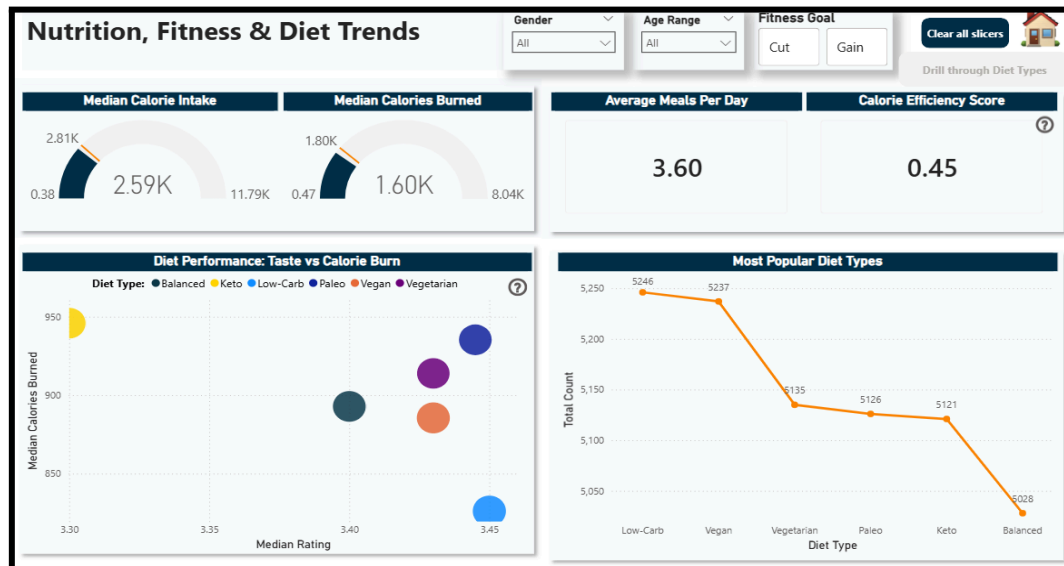 Nutrition, Fitness & Diet Trends
Gender
All
Age Range
All
Fitness Goal
Cut
Gain
Clear all slicers
Drill through Diet Types
Median Calorie Intake
2.81K
2.59K
0.38
11.79K
Median Calories Burned
1.80K
1.60K
0.47
8.04K
Average Meals Per Day
3.60
Calorie Efficiency Score
?
0.45
Diet Performance: Taste vs Calorie Burn
Diet Type: Balanced Keto Low-Carb Paleo Vegan Vegetarian
?
Median Calories Burned
950
900
850
3.30 3.35 3.40 3.45
Median Rating
Most Popular Diet Types
Total Count
5,250
5,200
5,150
5,100
5,050
5246
5237
5135
5126
5121
5028
Low-Carb Vegan Vegetarian Paleo Keto Balanced
Diet Type